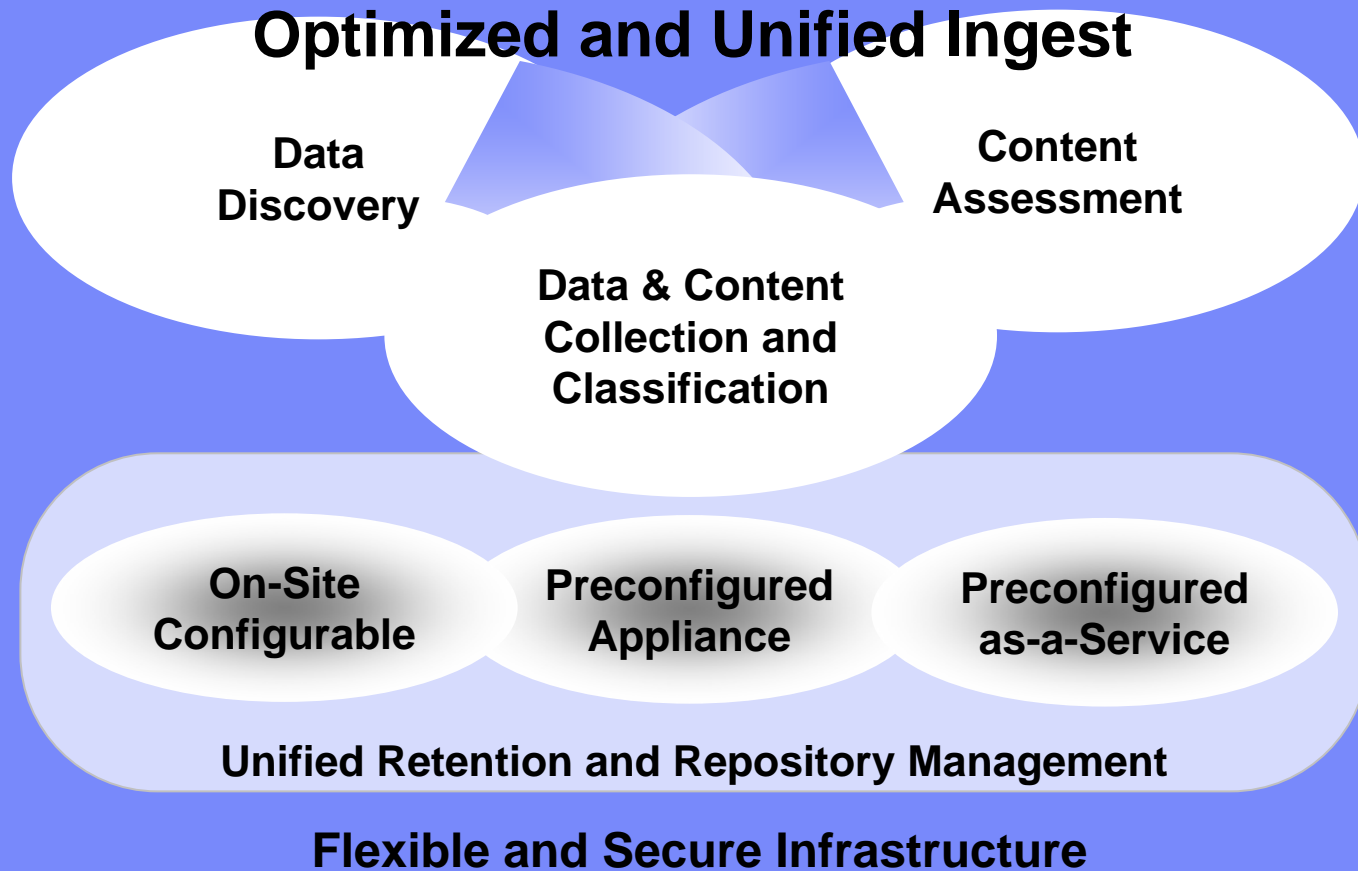 Optimized and Unified Ingest
Data
Discovery
Content
Assessment
Data & Content
Collection and
Classification
On-Site
Configurable
Preconfigured
Appliance
Preconfigured
as-a-Service
Unified Retention and Repository Management
Flexible and Secure Infrastructure